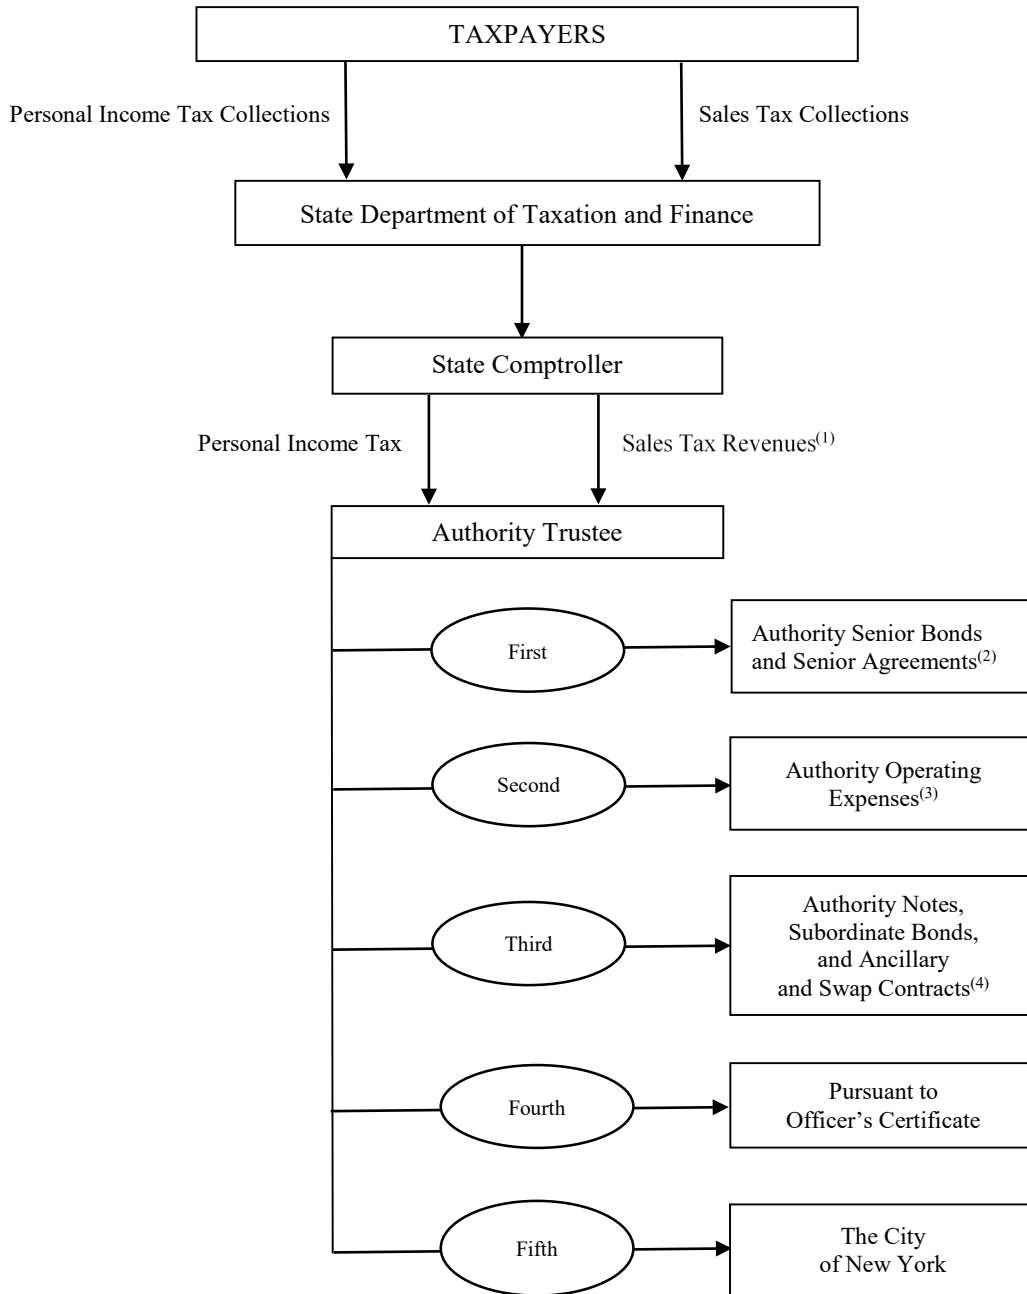 TAXPAYERS
Personal Income Tax Collections
Sales Tax Collections
State Department of Taxation and Finance
State Comptroller
Personal Income Tax
Sales Tax Revenues(1)
Authority Trustee
First
Authority Senior Bonds
and Senior Agreements(2)
Second
Authority Operating
Expenses(3)
Third
Authority Notes,
Subordinate Bonds,
and Ancillary
and Swap Contracts(4)
Fourth
Pursuant to
Officer’s Certificate
Fifth
The City
of New York